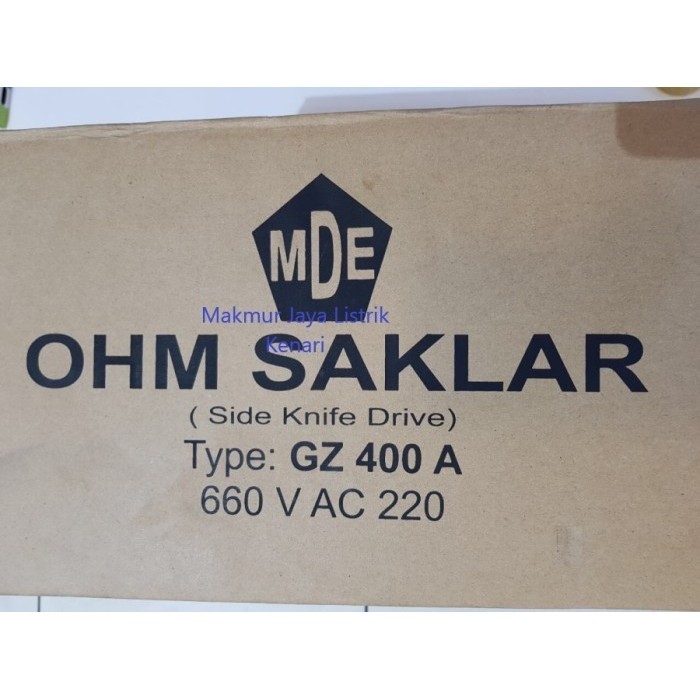 MDE
Makmur Jaya Listrik
Kenari
OHM SAKLAR
( Side Knife Drive)
Type: GZ 400 A
660 V AC 220